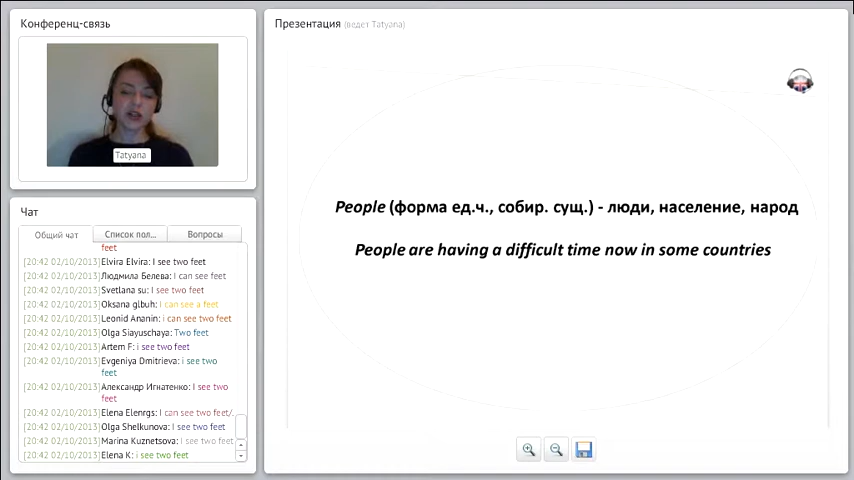 Конференц-связь
Tatyana
Чат
Общий чат
Список пол...
Вопросы
feet
[20:42 02/10/2013]Elvira Elvira: I see two feet
[20:42 02/10/2013]Людмила Белева: I can see feet
[20:42 02/10/2013]Svetlana su: I see two feet
[20:42 02/10/2013]Oksana glbuh: I can see a feet
[20:42 02/10/2013]Leonid Ananin: i can see two feet
[20:42 02/10/2013]Olga Siayuschaya: Two feet
[20:42 02/10/2013]Artem F: i see two feet
[20:42 02/10/2013]Evgeniya Dmitrieva: i see two
feet
[20:42 02/10/2013]Александр Игнатенко: I see two
feet
[20:42 02/10/2013]Elena Elenrgs: I can see two feet/.
[20:42 02/10/2013]Olga Shelkunova: I see two feet
[20:42 02/10/2013]Marina Kuznetsova: I see two feet
[20:42 02/10/2013]Elena K: i see two feet
Презентация (ведет Tatyana)
People (форма ед.ч., собир. сущ.) - люди, население, народ
People are having a difficult time now in some countries